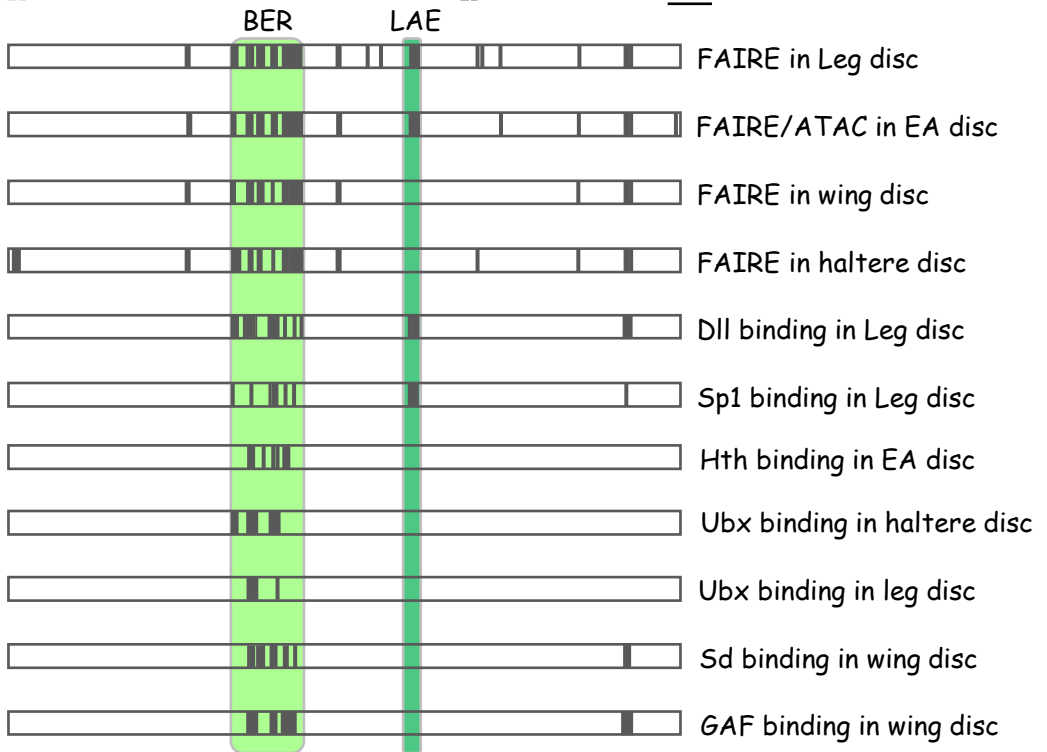 BER LAE
FAIRE in Leg disc
FAIRE/ATAC in EA disc
FAIRE in wing disc
FAIRE in haltere disc
Dll binding in Leg disc
Sp1 binding in Leg disc
Hth binding in EA disc
Ubx binding in haltere disc
Ubx binding in leg disc
Sd binding in wing disc
GAF binding in wing disc